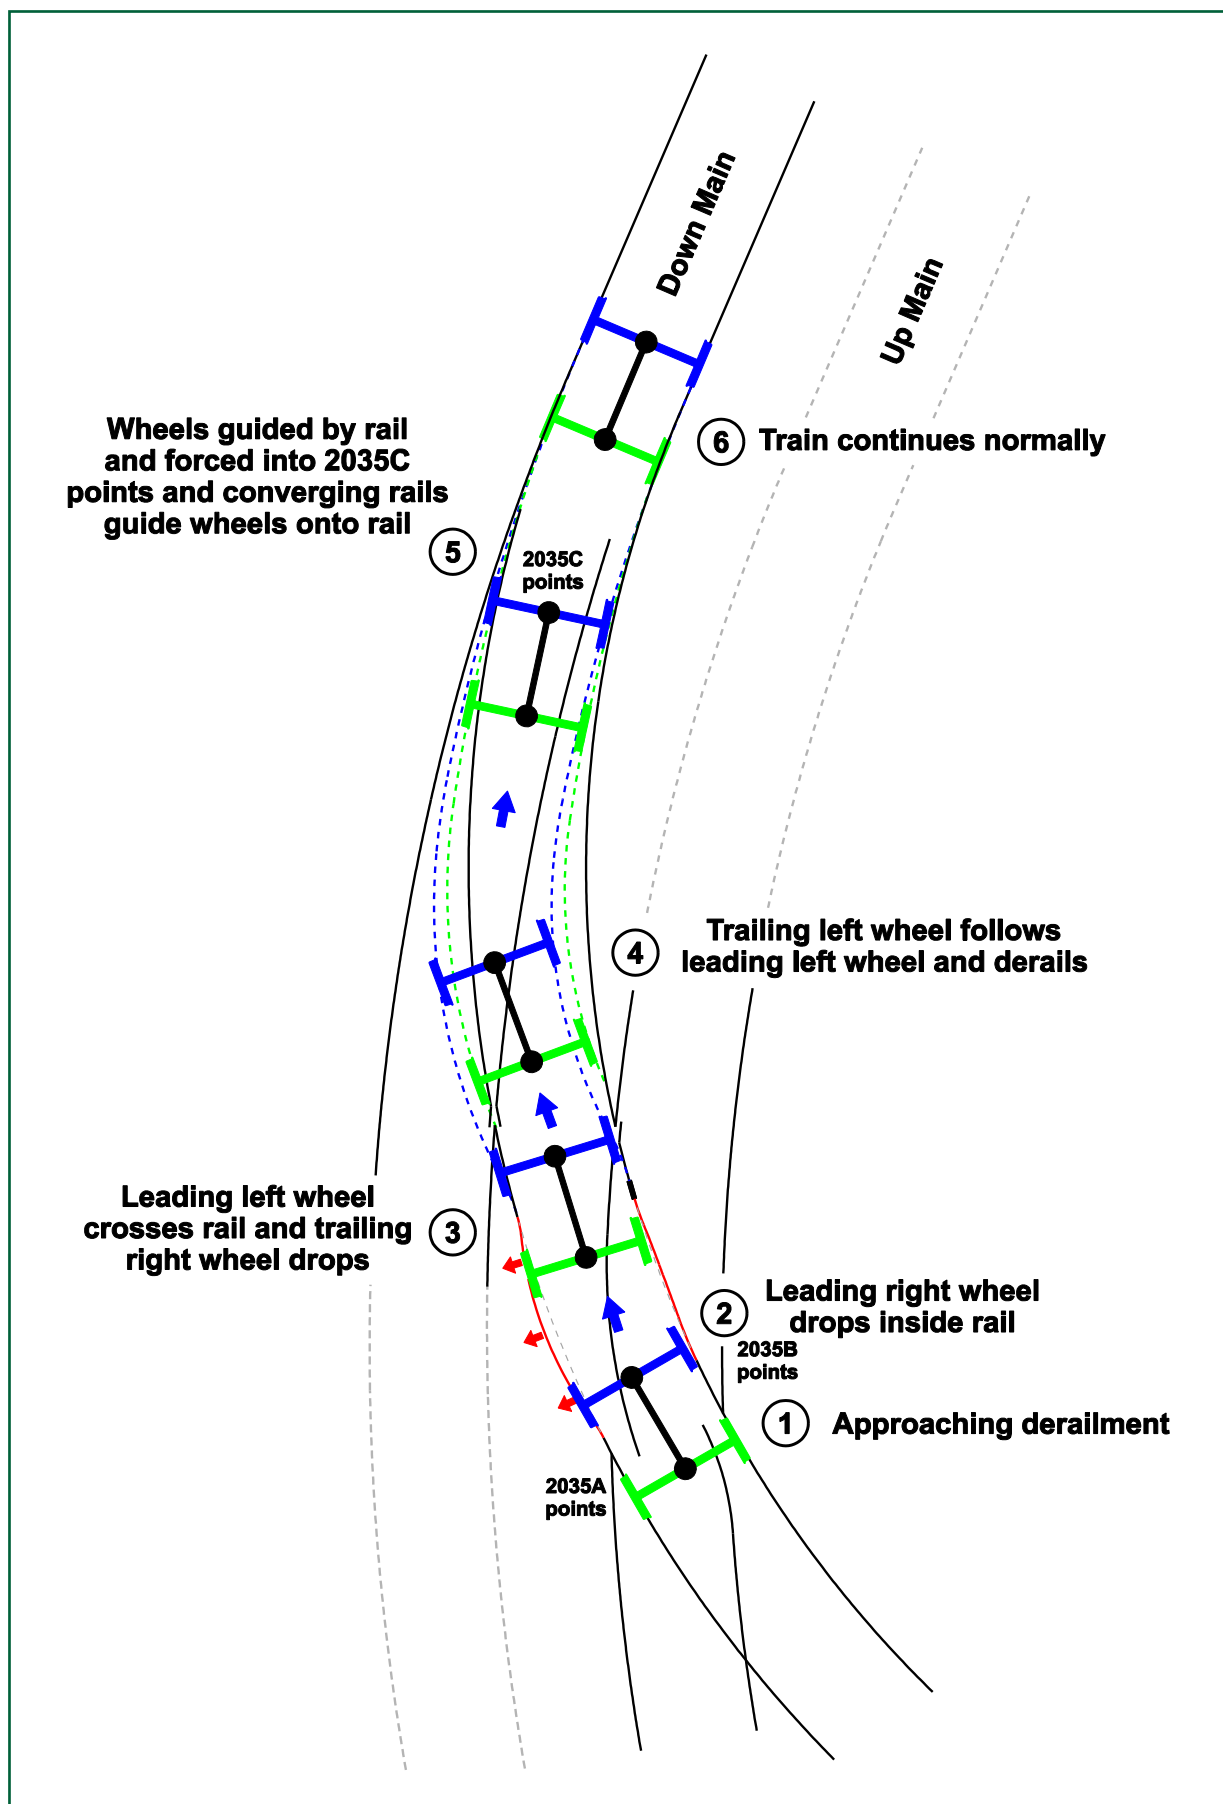 Down Main
Up Main
Wheels guided by rail
and forced into 2035C
points and converging rails
guide wheels onto rail
6 Train continues normally
5
2035C
points
4
Trailing left wheel follows
leading left wheel and derails
Leading left wheel
crosses rail and trailing
right wheel drops
3
2
Leading right wheel
drops inside rail
2035B
points
1 Approaching derailment
2035A
points